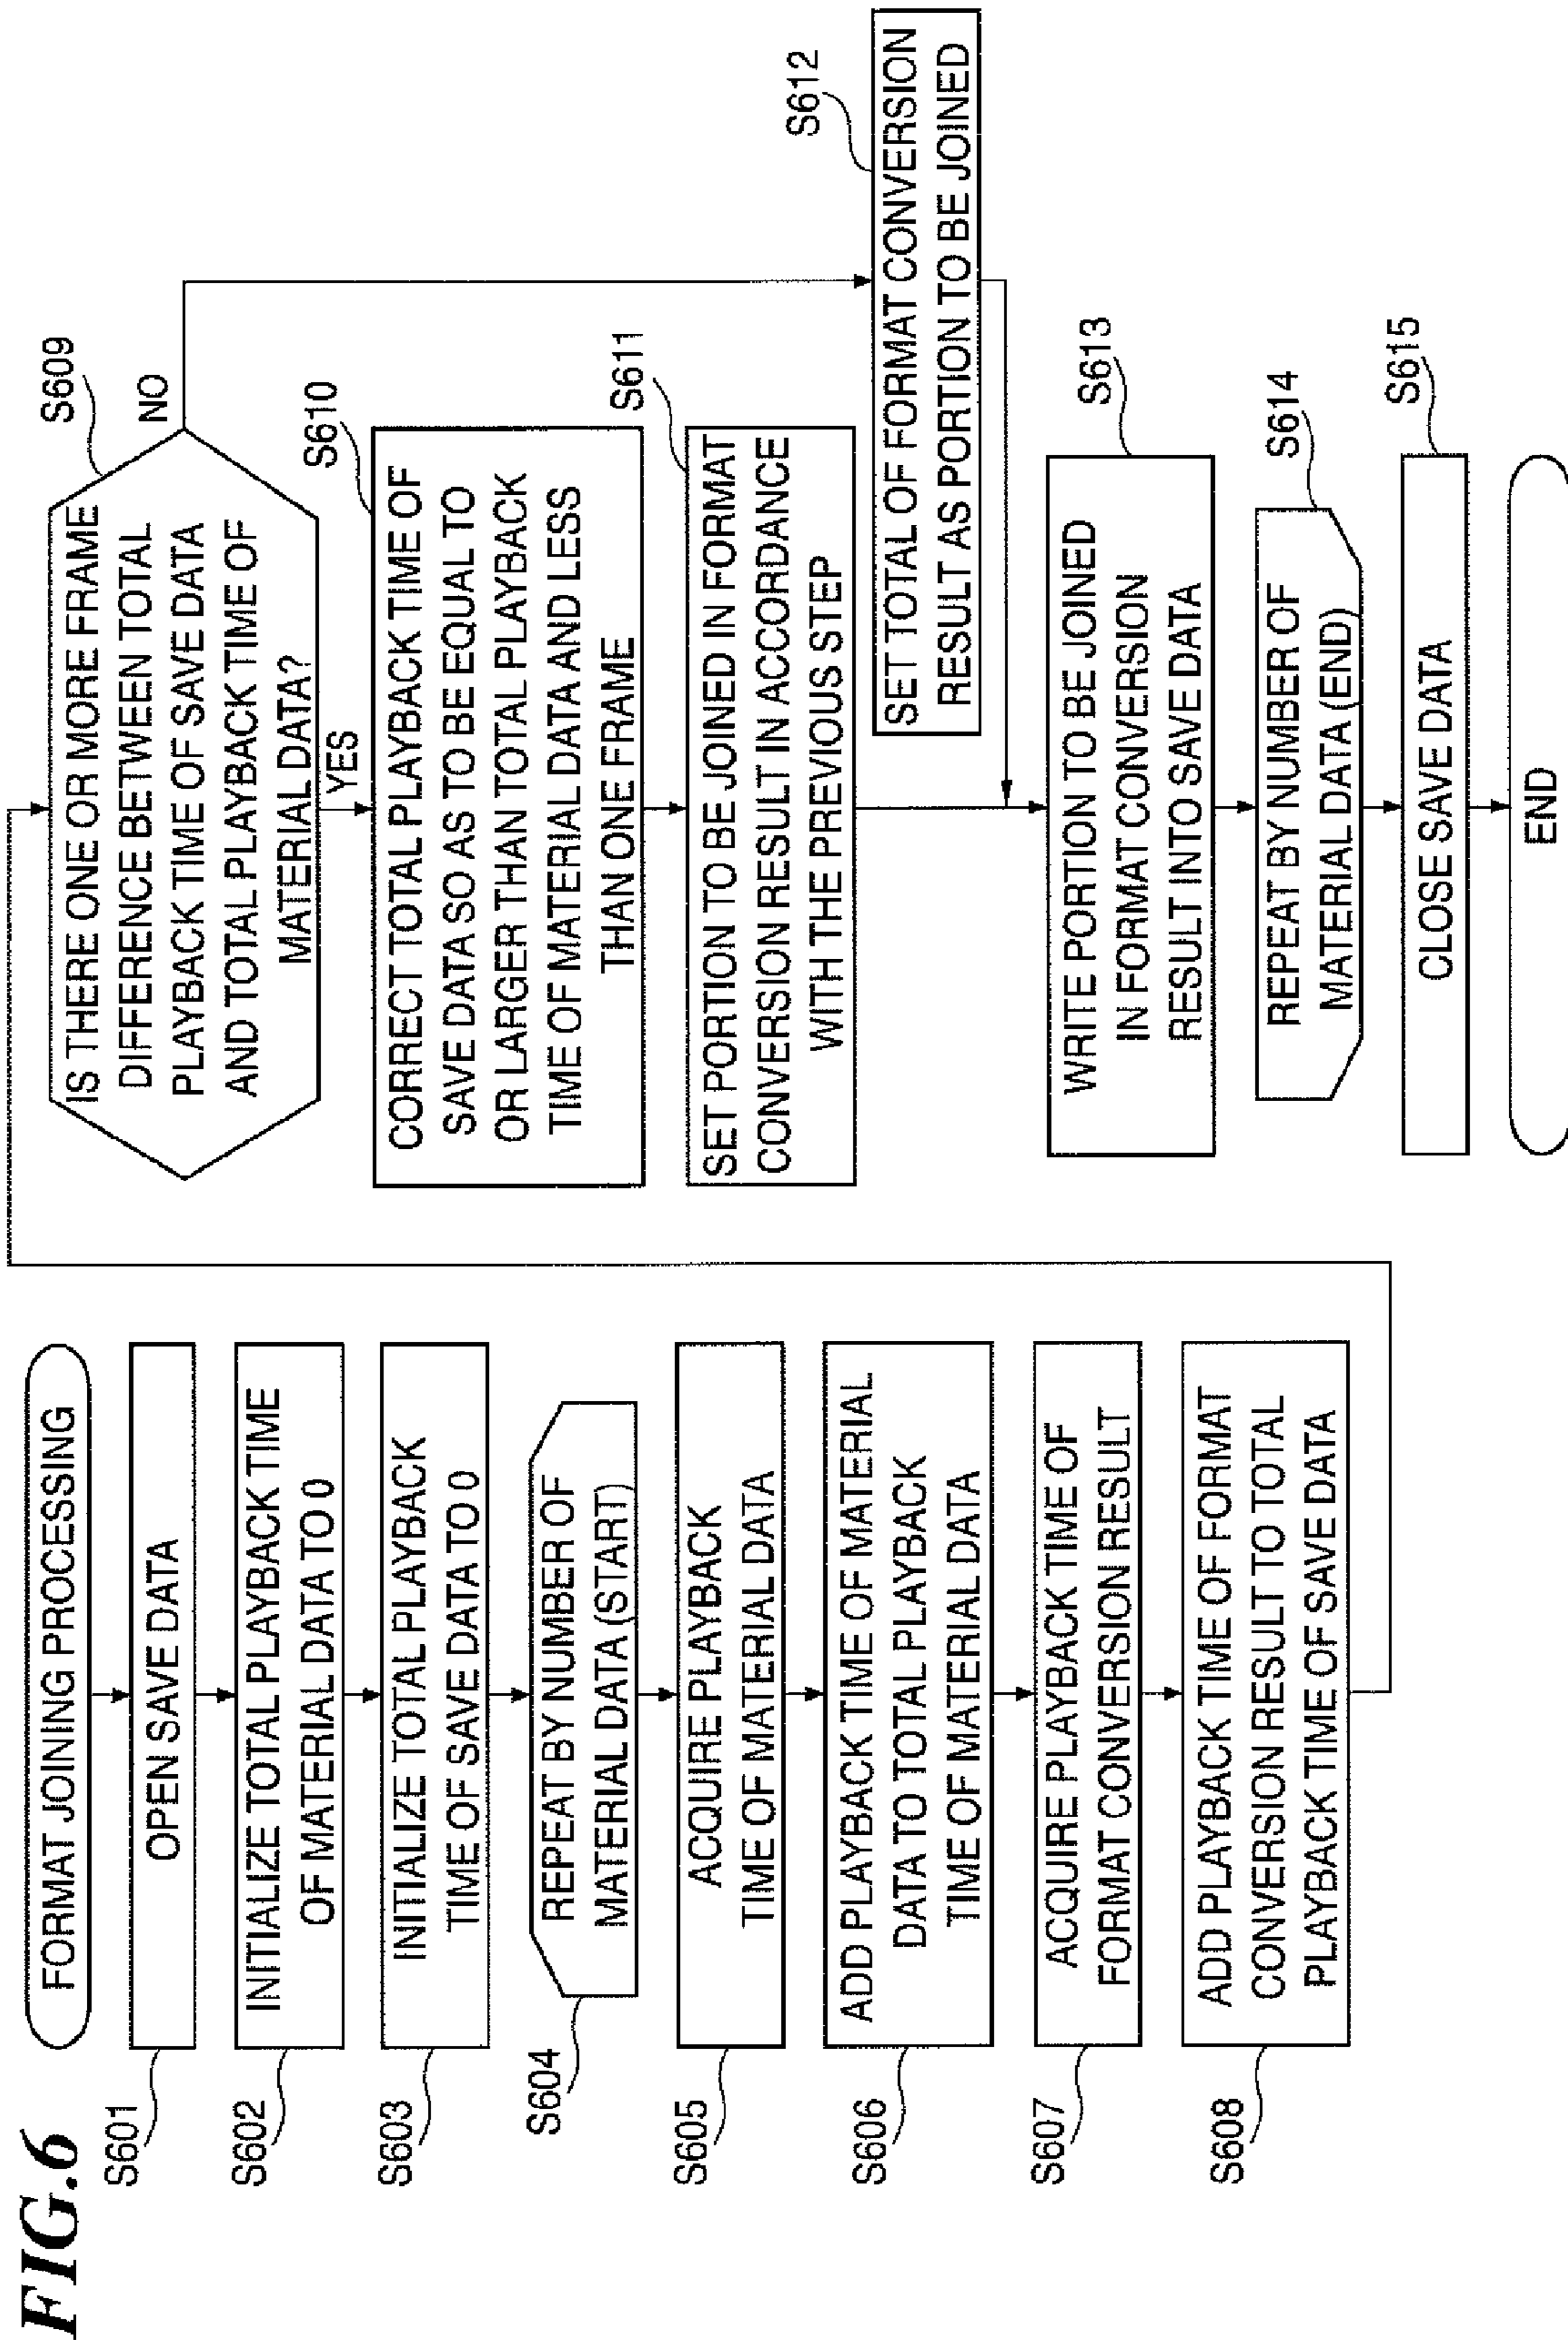 FIG.6
FORMAT JOINING PROCESSING
S601
OPEN SAVE DATA
S602
INITIALIZE TOTAL PLAYBACK TIME
OF MATERIAL DATA TO 0
S603
INITIALIZE TOTAL PLAYBACK
TIME OF SAVE DATA TO 0
S604
REPEAT BY NUMBER OF
MATERIAL DATA (START)
S605
ACQUIRE PLAYBACK
TIME OF MATERIAL DATA
S606
ADD PLAYBACK TIME OF MATERIAL
DATA TO TOTAL PLAYBACK
TIME OF MATERIAL DATA
S607
ACQUIRE PLAYBACK TIME OF
FORMAT CONVERSION RESULT
S608
ADD PLAYBACK TIME OF FORMAT
CONVERSION RESULT TO TOTAL
PLAYBACK TIME OF SAVE DATA
S609
IS THERE ONE OR MORE FRAME
DIFFERENCE BETWEEN TOTAL
PLAYBACK TIME OF SAVE DATA
AND TOTAL PLAYBACK TIME OF
MATERIAL DATA?
NO
YES
S610
CORRECT TOTAL PLAYBACK TIME OF
SAVE DATA SO AS TO BE EQUAL TO
OR LARGER THAN TOTAL PLAYBACK
TIME OF MATERIAL DATA AND LESS
THAN ONE FRAME
S611
SET PORTION TO BE JOINED IN FORMAT
CONVERSION RESULT IN ACCORDANCE
WITH THE PREVIOUS STEP
S612
SET TOTAL OF FORMAT CONVERSION
RESULT AS PORTION TO BE JOINED
S613
WRITE PORTION TO BE JOINED
IN FORMAT CONVERSION
RESULT INTO SAVE DATA
S614
REPEAT BY NUMBER OF
MATERIAL DATA (END)
S615
CLOSE SAVE DATA
END